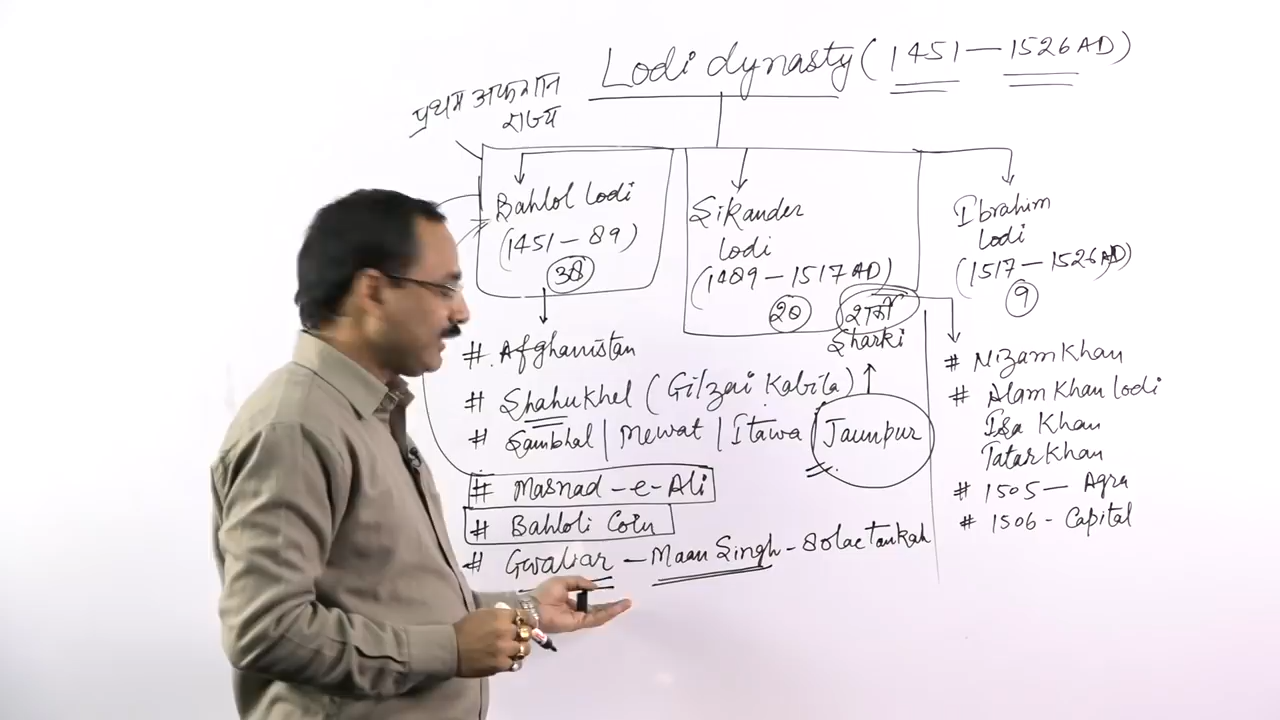 Lodi dynasty (1451 — 1526 AD)
प्रथम अफगान
राज्य
Bahlol lodi
(1451 - 89)
38
Sikander
lodi
(1489 - 1517 AD)
20
शर्की
Sharki
Ibrahim
lodi
(1517 - 1526 AD)
9
# Afghanistan
# Shahukhel (Gilzai Kabila)
# Sambhal | Mewat | Itawa Jaunpur
# Masnad - e - Ali
# Bahloli Coin
# Gwaliar - Maan Singh - 80 lac Tankah
# Nizam Khan
# Alam Khan lodi
Isa Khan
Tatar Khan
# 1505 - Agra
# 1506 - Capital